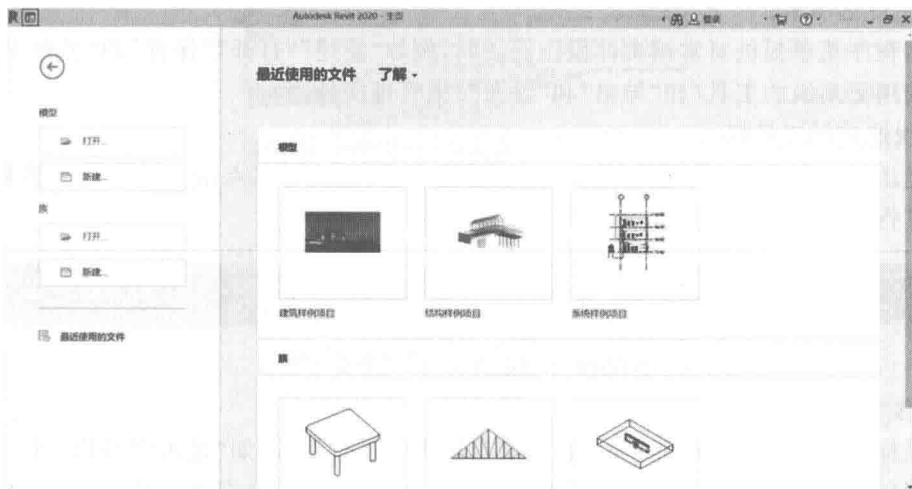 Autodesk Revit 2020 - 主页
登录
最近使用的文件 了解
模型
打开...
新建...
族
打开...
新建...
最近使用的文件
模型
建筑样例项目 结构样例项目 系统样例项目
族